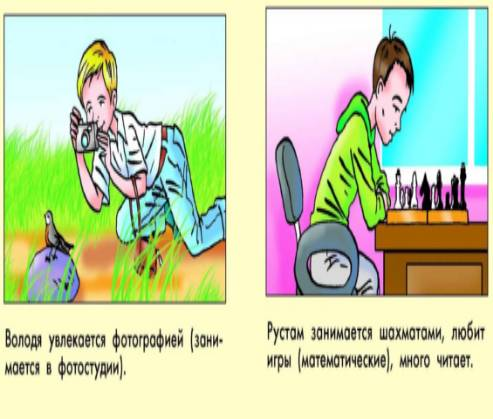 Володя увлекается фотографией (зани-
мается в фотостудии).
Рустам занимается шахматами, любит
игры (математические), много читает.